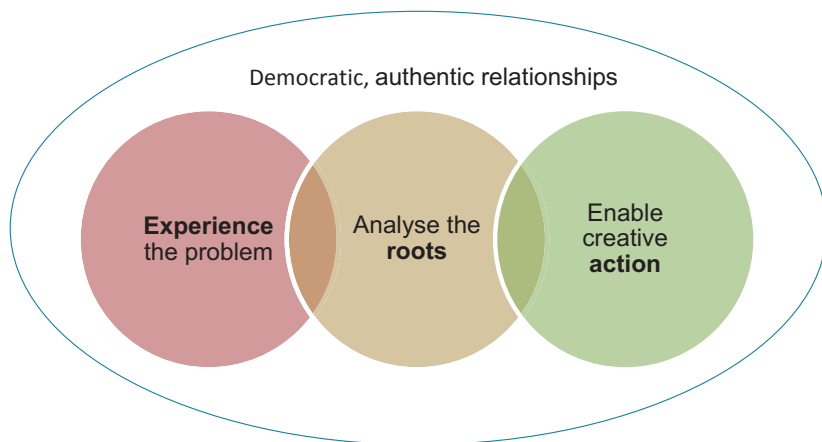 Democratic, authentic relationships
Experience
the problem
Analyse the
roots
Enable
creative
action